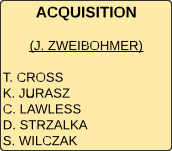 ACQUISITION
(J. ZWEIBOHMER)
T. CROSS
K. JURASZ
C. LAWLESS
D. STRZALKA
S. WILCZAK